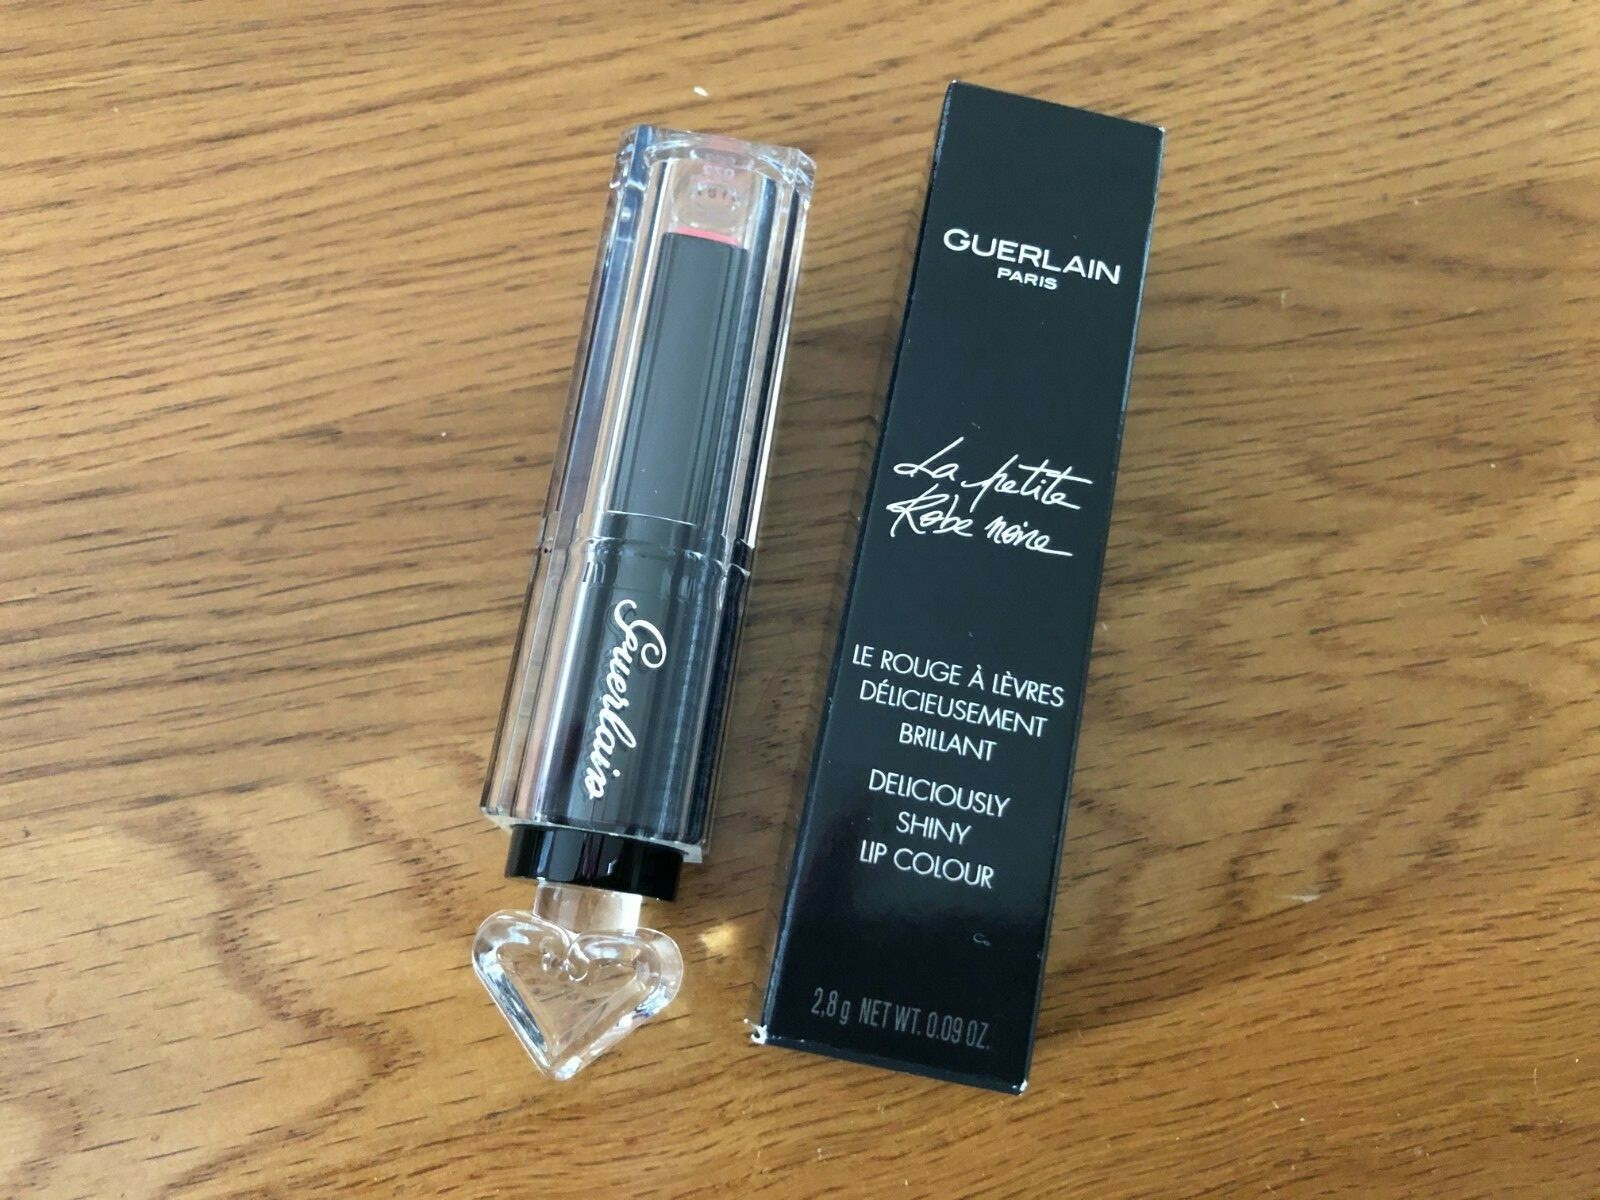 Guerlain
GUERLAIN
PARIS
La petite
Robe noire
LE ROUGE À LÈVRES
DÉLICIEUSEMENT
BRILLANT
DELICIOUSLY
SHINY
LIP COLOUR
2,8 g NET WT. 0.09 OZ.